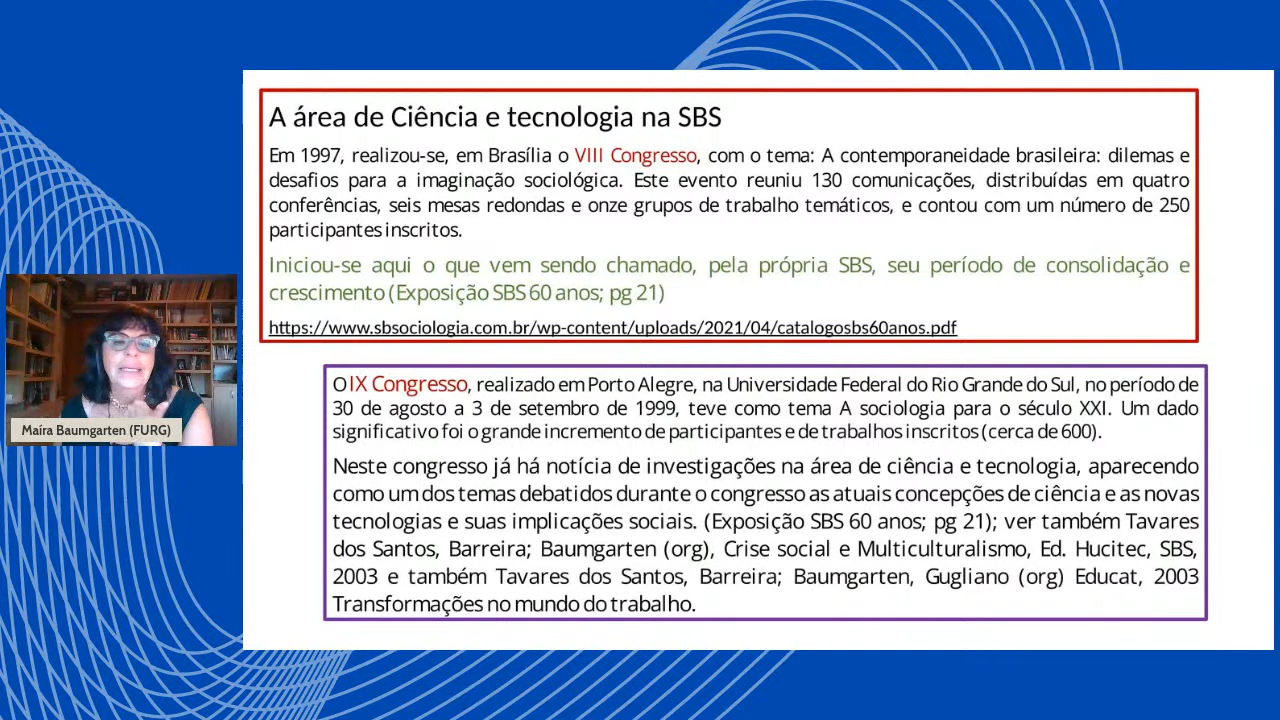 A área de Ciência e tecnologia na SBS
Em 1997, realizou-se, em Brasília o VIII Congresso, com o tema: A contemporaneidade brasileira: dilemas e
desafios para a imaginação sociológica. Este evento reuniu 130 comunicações, distribuídas em quatro
conferências, seis mesas redondas e onze grupos de trabalho temáticos, e contou com um número de 250
participantes inscritos.
Iniciou-se aqui o que vem sendo chamado, pela própria SBS, seu período de consolidação e
crescimento (Exposição SBS 60 anos; pg 21)
https://www.sbsociologia.com.br/wp-content/uploads/2021/04/catalogosbs60anos.pdf
O IX Congresso, realizado em Porto Alegre, na Universidade Federal do Rio Grande do Sul, no período de
30 de agosto a 3 de setembro de 1999, teve como tema A sociologia para o século XXI. Um dado
significativo foi o grande incremento de participantes e de trabalhos inscritos (cerca de 600).
Neste congresso já há notícia de investigações na área de ciência e tecnologia, aparecendo
como um dos temas debatidos durante o congresso as atuais concepções de ciência e as novas
tecnologias e suas implicações sociais. (Exposição SBS 60 anos; pg 21); ver também Tavares
dos Santos, Barreira; Baumgarten (org), Crise social e Multiculturalismo, Ed. Hucitec, SBS,
2003 e também Tavares dos Santos, Barreira; Baumgarten, Gugliano (org) Educat, 2003
Transformações no mundo do trabalho.
Maíra Baumgarten (FURG)